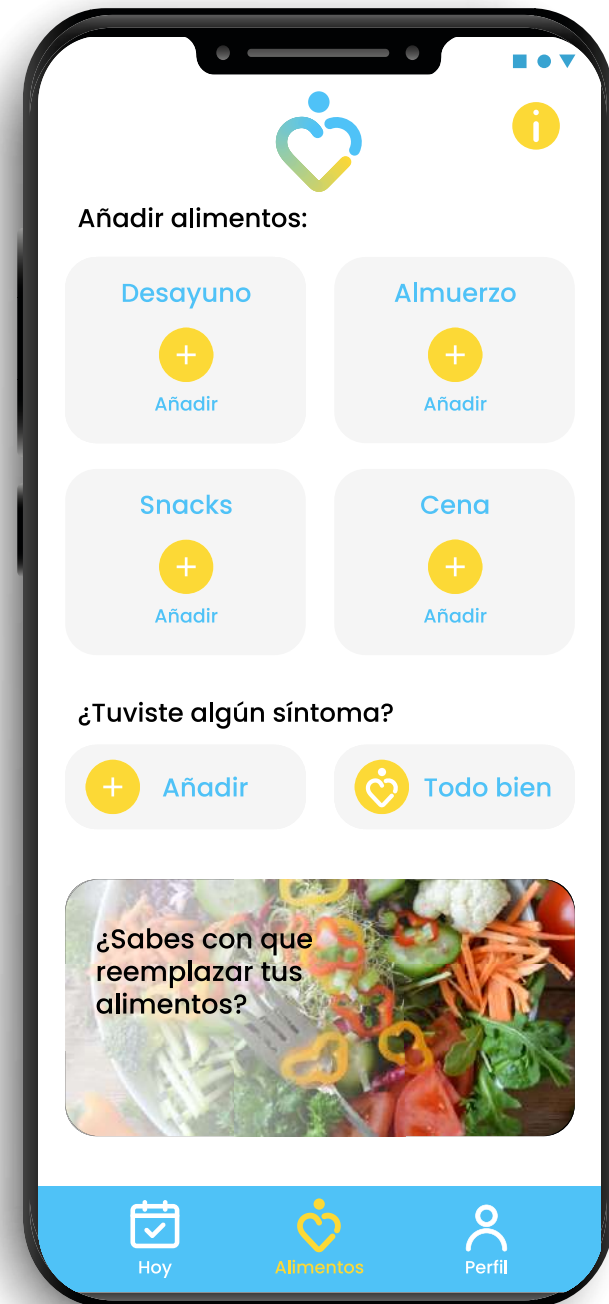 Añadir alimentos:
Desayuno
Añadir
Almuerzo
Añadir
Snacks
Añadir
Cena
Añadir
¿Tuviste algún síntoma?
Añadir
Todo bien
¿Sabes con que
reemplazar tus
alimentos?
Hoy
Alimentos
Perfil